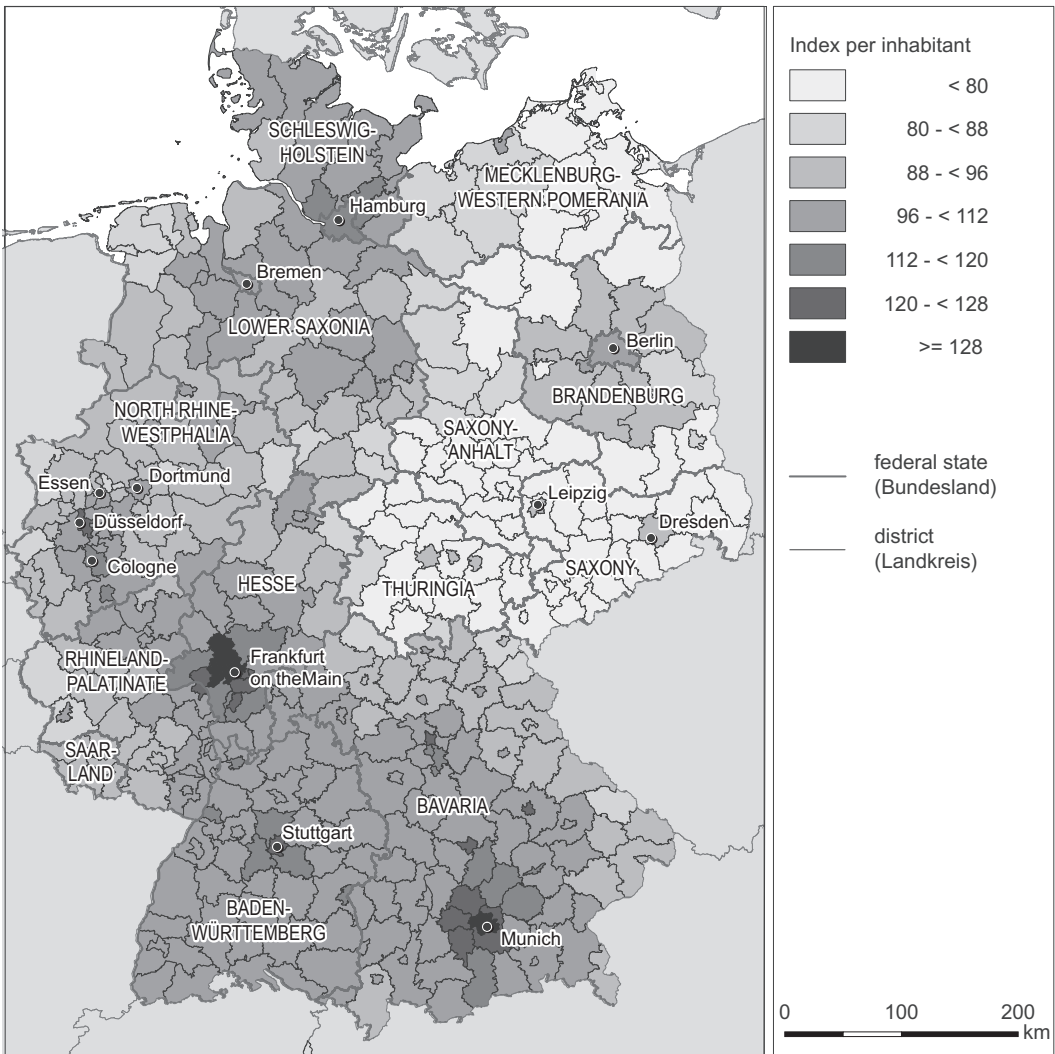 SCHLESWIG-
HOLSTEIN
MECKLENBURG-
WESTERN POMERANIA
Hamburg
Bremen
LOWER SAXONIA
Berlin
BRANDENBURG
NORTH RHINE-
WESTPHALIA
SAXONY-
ANHALT
Essen
Dortmund
Leipzig
Düsseldorf
Dresden
Cologne
HESSE
THURINGIA
SAXONY
RHINELAND-
PALATINATE
Frankfurt
on theMain
SAAR-
LAND
BAVARIA
Stuttgart
BADEN-
WÜRTTEMBERG
Munich
Index per inhabitant
< 80
80 - < 88
88 - < 96
96 - < 112
112 - < 120
120 - < 128
>= 128
federal state
(Bundesland)
district
(Landkreis)
0 100 200
km